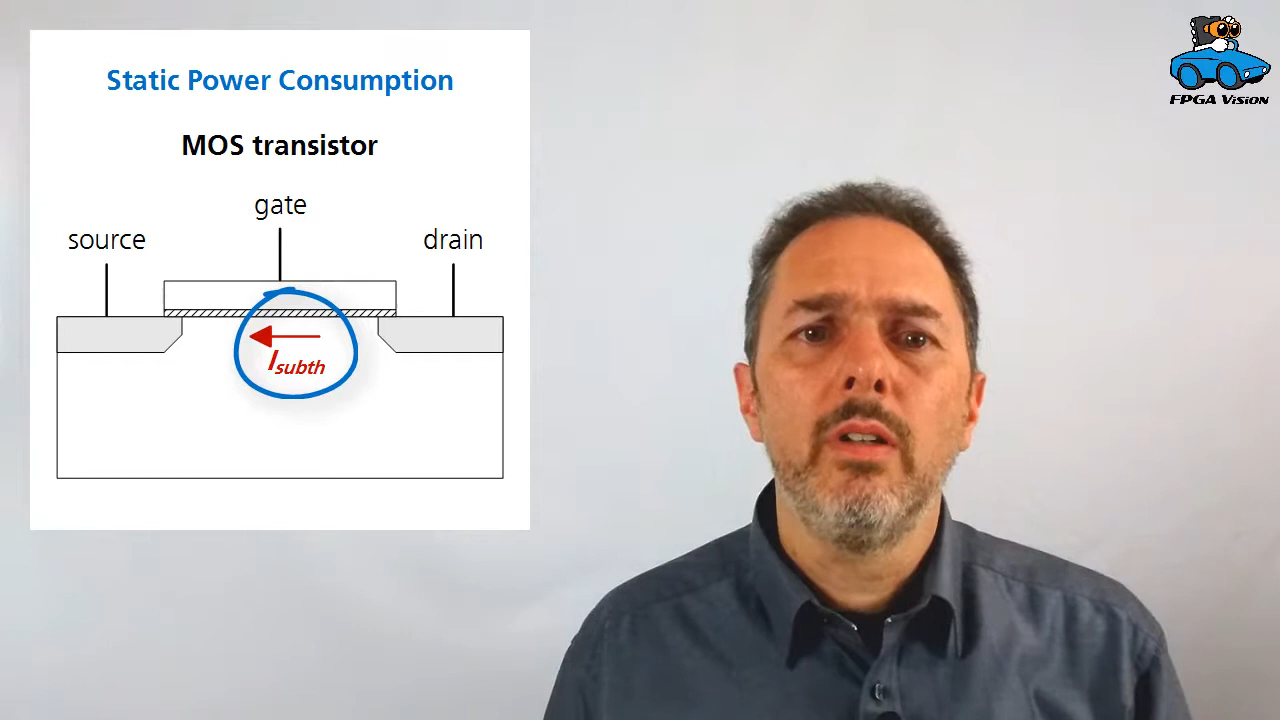 Static Power Consumption
MOS transistor
gate
source
drain
Isubth
FPGA Vision